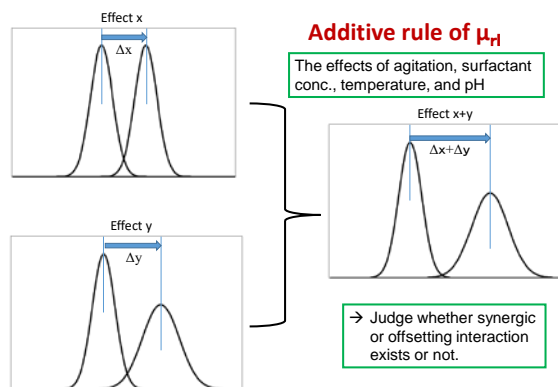 Effect x
Δx
Additive rule of μrl
The effects of agitation, surfactant
conc., temperature, and pH
Effect x+y
Δx+Δy
Effect y
Δy
→ Judge whether synergic
or offsetting interaction
exists or not.